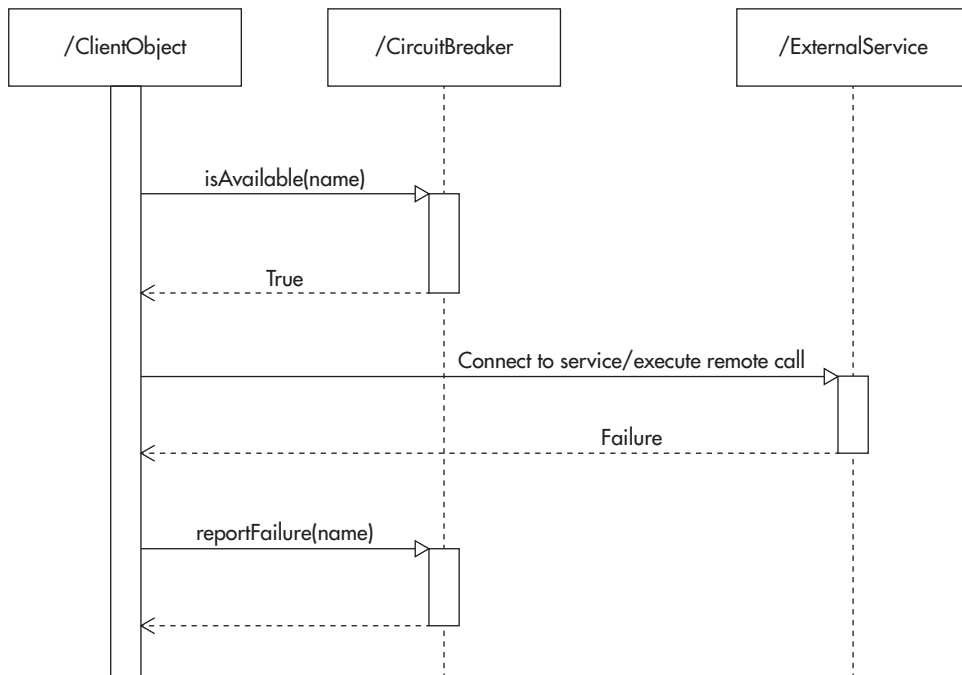 /ClientObject
/CircuitBreaker
/ExternalService
isAvailable(name)
True
Connect to service/execute remote call
Failure
reportFailure(name)